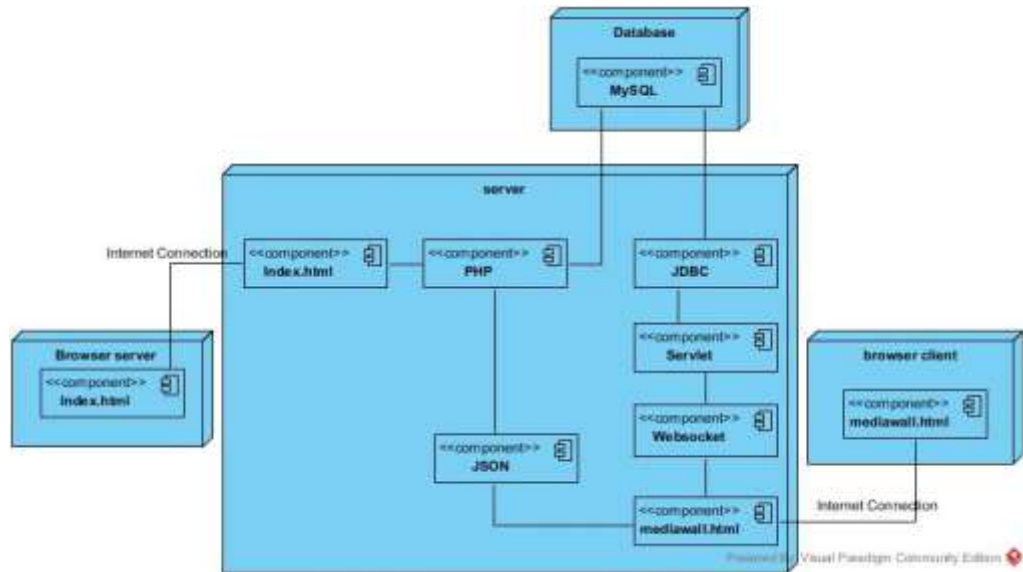 Database
<<component>>
MySQL
server
Internet Connection
<<component>>
Index.html
<<component>>
PHP
<<component>>
JDBC
Browser server
<<component>>
Index.html
<<component>>
Servlet
browser client
<<component>>
mediawall.html
<<component>>
Websocket
<<component>>
JSON
<<component>>
mediawall.html
Internet Connection
Powered By Visual Paradigm Community Edition